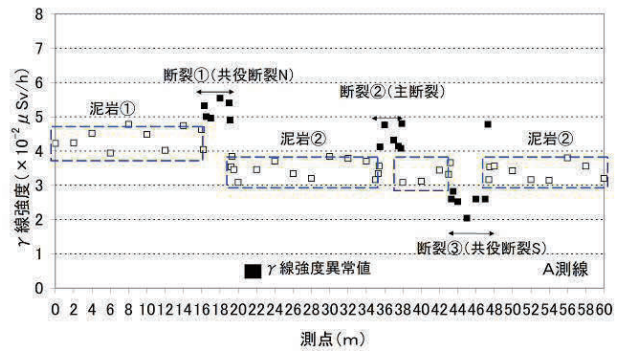 γ線強度(×10⁻²μSv/h)
8
7
6
5
4
3
2
1
0
断裂①(共役断裂N)
断裂②(主断裂)
泥岩①
泥岩②
泥岩②
断裂③(共役断裂S)
■ γ線強度異常値
A測線
0 2 4 6 8 10 12 14 16 18 20 22 24 26 28 30 32 34 36 38 40 42 44 46 48 50 52 54 56 58 60
測点(m)